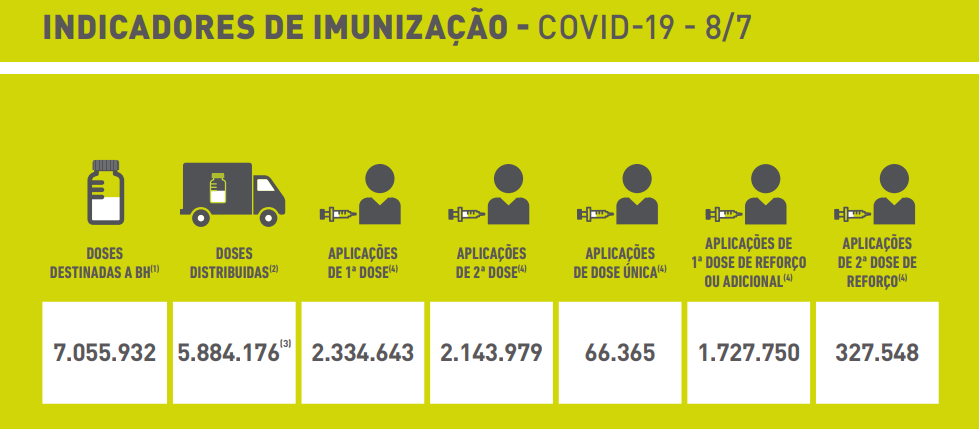 INDICADORES DE IMUNIZAÇÃO - COVID-19 - 8/7
DOSES
DESTINADAS A BH(1)
7.055.932
DOSES
DISTRIBUIDAS(2)
5.884.176(3)
APLICAÇÕES
DE 1ª DOSE(4)
2.334.643
APLICAÇÕES
DE 2ª DOSE(4)
2.143.979
APLICAÇÕES
DE DOSE ÚNICA(4)
66.365
APLICAÇÕES DE
1ª DOSE DE REFORÇO
OU ADICIONAL(4)
1.727.750
APLICAÇÕES
DE 2ª DOSE DE
REFORÇO(4)
327.548